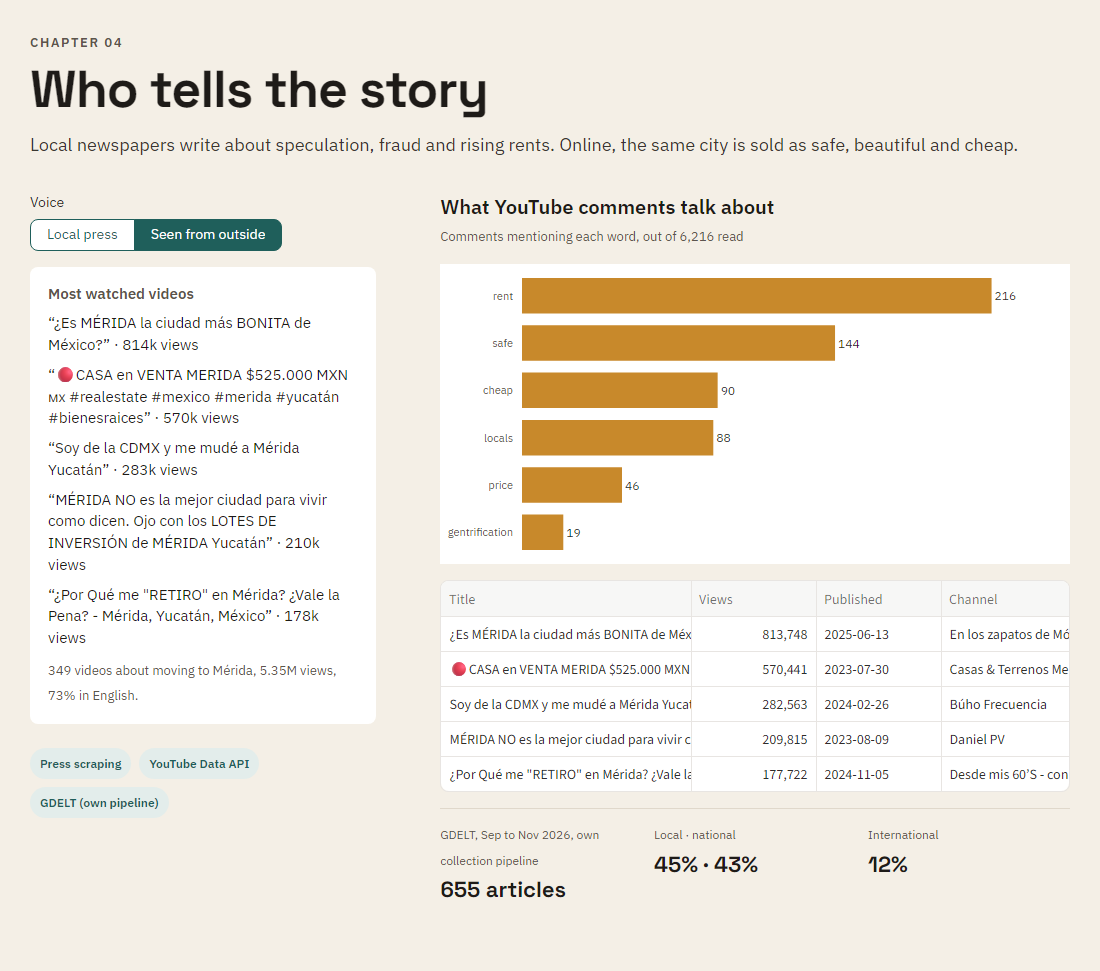 CHAPTER 04
Who tells the story
Local newspapers write about speculation, fraud and rising rents. Online, the same city is sold as safe, beautiful and cheap.
Voice
Local press
Seen from outside
Most watched videos
“¿Es MÉRIDA la ciudad más BONITA de
México?” · 814k views
“🔴 CASA en VENTA MERIDA $525.000 MXN
MX #realestate #mexico #merida #yucatán
#bienesraices” · 570k views
“Soy de la CDMX y me mudé a Mérida
Yucatán” · 283k views
“MÉRIDA NO es la mejor ciudad para vivir
como dicen. Ojo con los LOTES DE
INVERSIÓN de MÉRIDA Yucatán” · 210k
views
“¿Por Qué me "RETIRO" en Mérida? ¿Vale la
Pena? - Mérida, Yucatán, México” · 178k
views
349 videos about moving to Mérida, 5.35M views,
73% in English.
Press scraping
YouTube Data API
GDELT (own pipeline)
What YouTube comments talk about
Comments mentioning each word, out of 6,216 read
rent 216
safe 144
cheap 90
locals 88
price 46
gentrification 19
Title Views Published Channel
¿Es MÉRIDA la ciudad más BONITA de Méx 813,748 2025-06-13 En los zapatos de Mó
🔴 CASA en VENTA MERIDA $525.000 MXN 570,441 2023-07-30 Casas & Terrenos Me
Soy de la CDMX y me mudé a Mérida Yucat 282,563 2024-02-26 Búho Frecuencia
MÉRIDA NO es la mejor ciudad para vivir c 209,815 2023-08-09 Daniel PV
¿Por Qué me "RETIRO" en Mérida? ¿Vale la 177,722 2024-11-05 Desde mis 60’S - con
GDELT, Sep to Nov 2026, own
collection pipeline
655 articles
Local · national
45% · 43%
International
12%